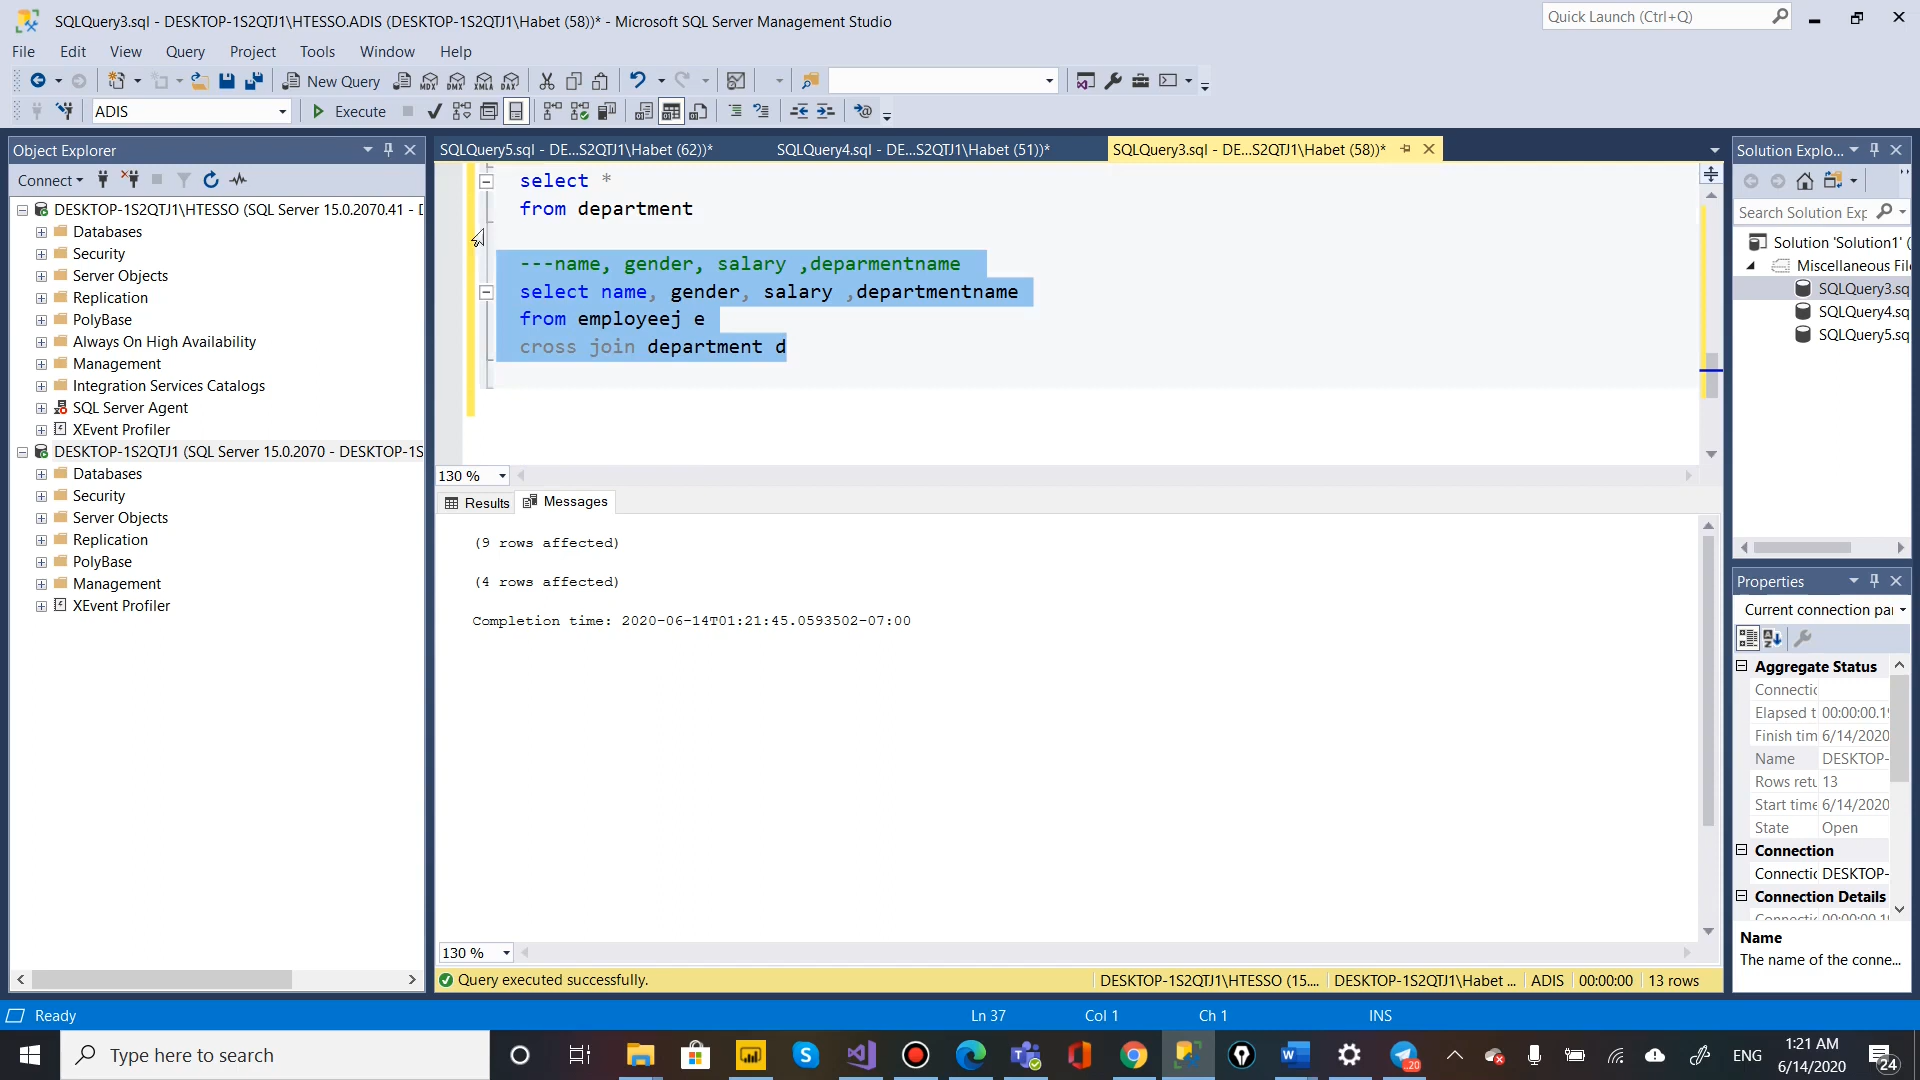 SQLQuery3.sql - DESKTOP-1S2QTJ1\HTESSO.ADIS (DESKTOP-1S2QTJ1\Habet (58))* - Microsoft SQL Server Management Studio
Quick Launch (Ctrl+Q)
File Edit View Query Project Tools Window Help
New Query
ADIS
Execute
Object Explorer
Connect
DESKTOP-1S2QTJ1\HTESSO (SQL Server 15.0.2070.41 - D
Databases
Security
Server Objects
Replication
PolyBase
Always On High Availability
Management
Integration Services Catalogs
SQL Server Agent
XEvent Profiler
DESKTOP-1S2QTJ1 (SQL Server 15.0.2070 - DESKTOP-1S
Databases
Security
Server Objects
Replication
PolyBase
Management
XEvent Profiler
SQLQuery5.sql - DE...S2QTJ1\Habet (62))*
SQLQuery4.sql - DE...S2QTJ1\Habet (51))*
SQLQuery3.sql - DE...S2QTJ1\Habet (58))*
select *
from department
---name, gender, salary ,deparmentname
select name, gender, salary ,departmentname
from employeej e
cross join department d
130 %
Results Messages
(9 rows affected)
(4 rows affected)
Completion time: 2020-06-14T01:21:45.0593502-07:00
130 %
Query executed successfully.
DESKTOP-1S2QTJ1\HTESSO (15.... DESKTOP-1S2QTJ1\Habet ... ADIS 00:00:00 13 rows
Solution Explo...
Search Solution Exp
Solution 'Solution1' (
Miscellaneous File
SQLQuery3.sq
SQLQuery4.sq
SQLQuery5.sq
Properties
Current connection par
Aggregate Status
Connectic
Elapsed t 00:00:00.19
Finish tim 6/14/2020
Name DESKTOP-
Rows retu 13
Start time 6/14/2020
State Open
Connection
Connectic DESKTOP-
Connection Details
Name
The name of the conne...
Ready
Ln 37 Col 1 Ch 1 INS
Type here to search
20
ENG
1:21 AM
6/14/2020
24